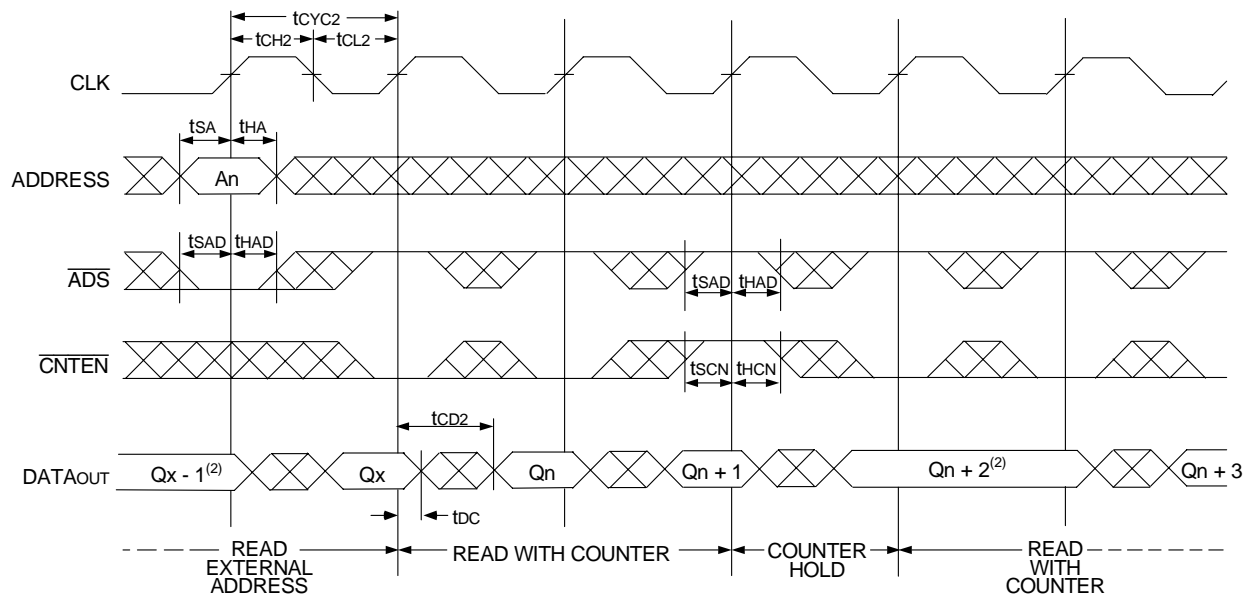 tCYC2
tCH2 tCL2
CLK
tSA tHA
ADDRESS An
tSAD tHAD
ADS
tSAD tHAD
CNTEN
tSCN tHCN
tCD2
DATAOUT Qx - 1(2) Qx Qn Qn + 1 Qn + 2(2) Qn + 3
tDC
READ EXTERNAL ADDRESS
READ WITH COUNTER
COUNTER HOLD
READ WITH COUNTER